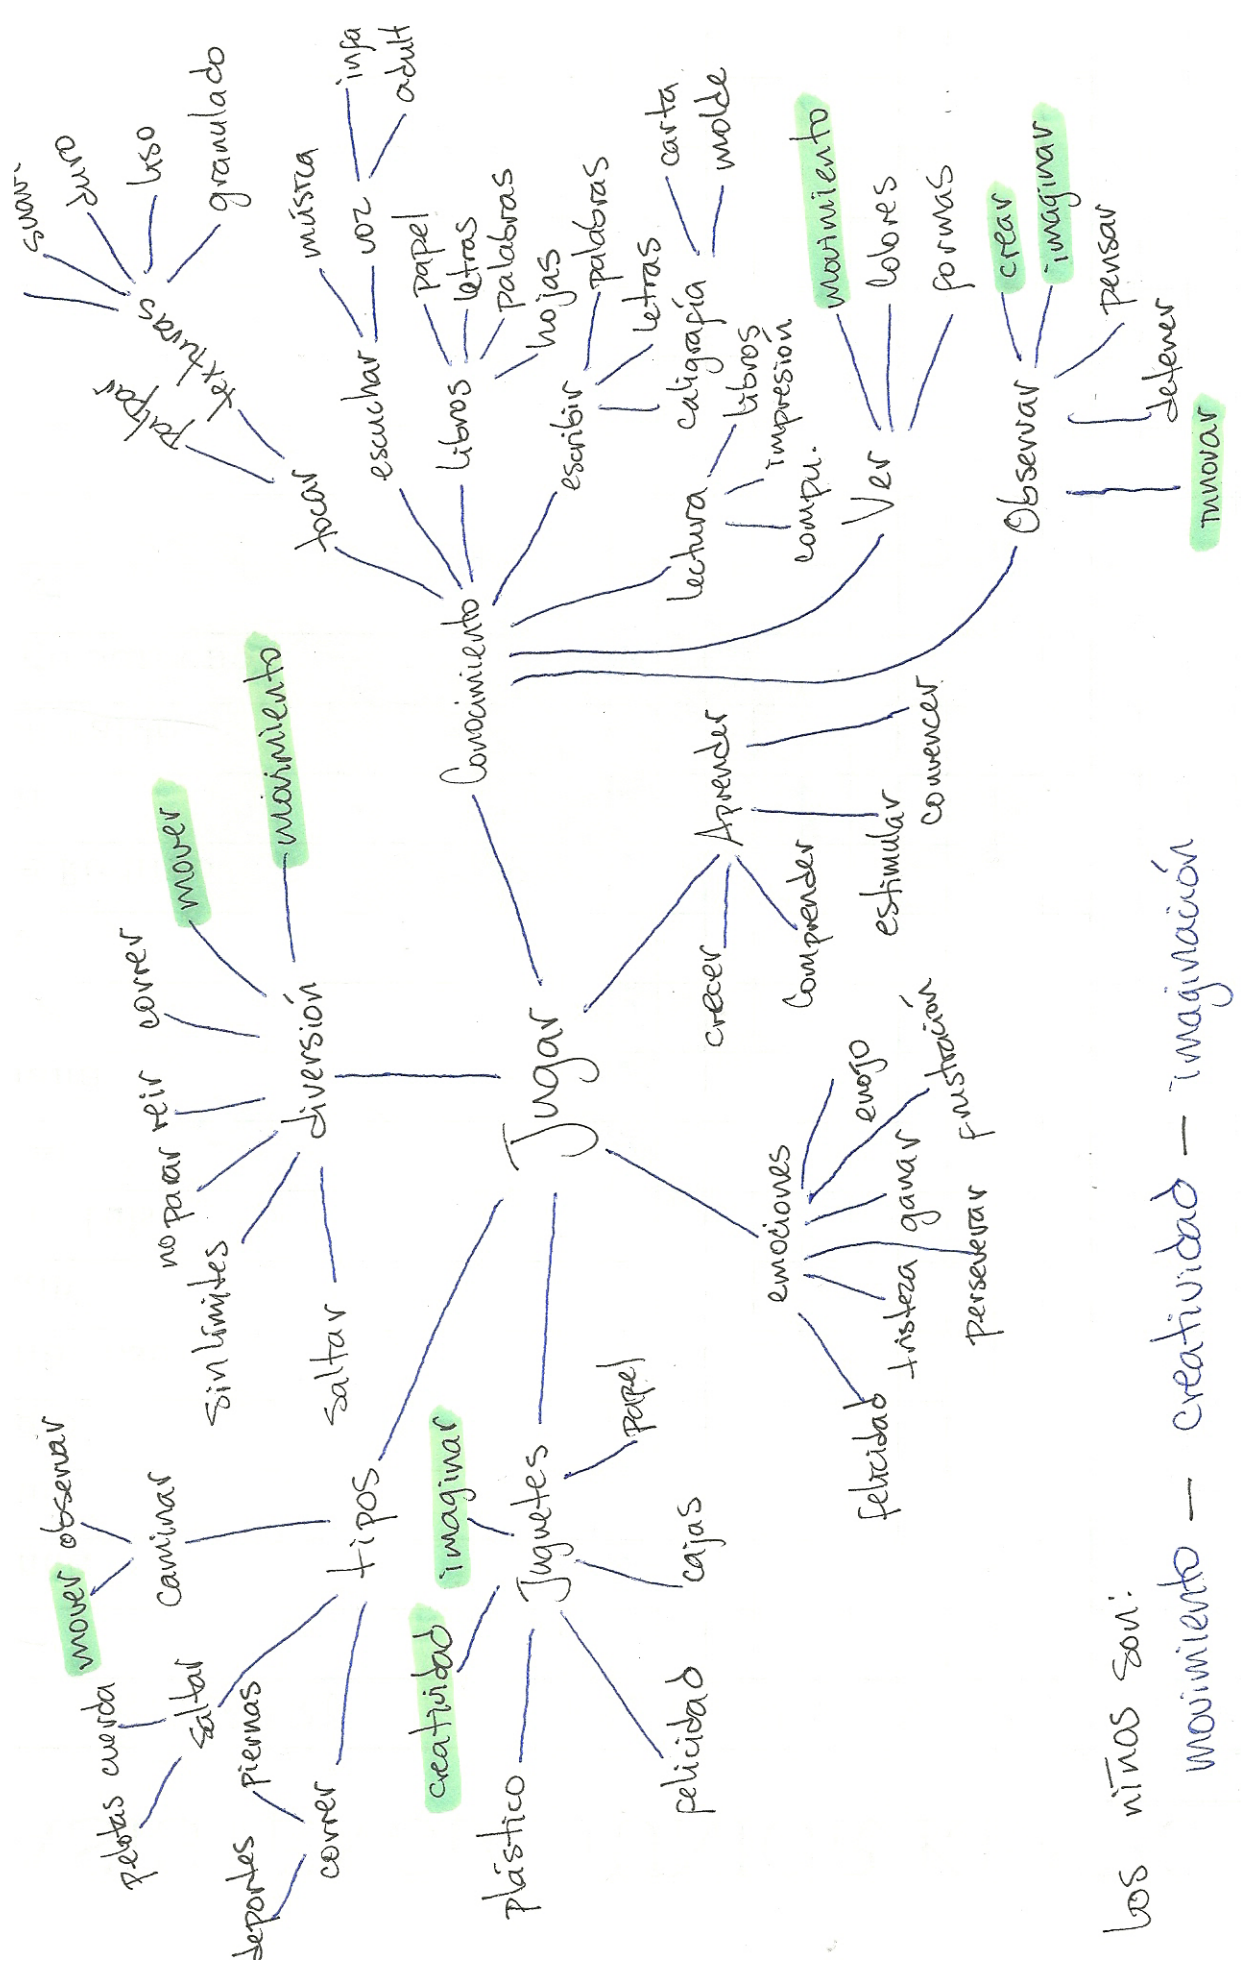 Jugar
diversión
saltar
sin límites
no parar
reir
correr
mover
movimiento
Conocimiento
tocar
palpar
texturas
duro
liso
granulado
escuchar
música
voz
libros
papel
letras
palabras
hojas
escribir
palabras
letras
caligrafía
carta
molde
lectura
libros
impresión
compu.
Ver
movimiento
colores
formas
Observar
crear
imaginar
pensar
detener
innovar
Aprender
crecer
comprender
estimular
convencer
emociones
enojo
frustración
ganar
perseverar
tristeza
felicidad
Juguetes
papel
cajas
felicidad
plástico
creatividad
imaginar
tipos
caminar
observar
mover
saltar
cuerda
pelotas
correr
piernas
deportes
Los niños son:
movimiento — creatividad — imaginación